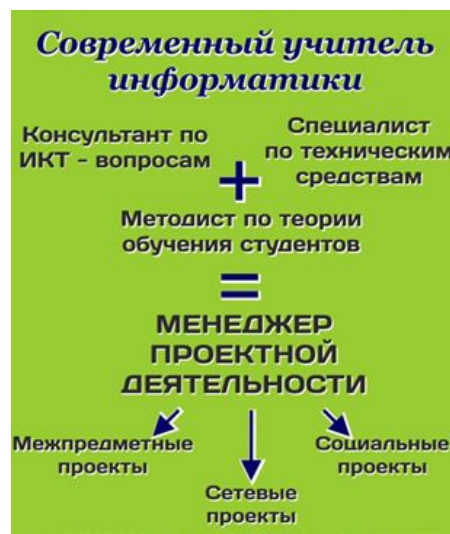 Современный учитель
информатики
Консультант по
ИКТ - вопросам
Специалист
по техническим
средствам
+
Методист по теории
обучения студентов
=
МЕНЕДЖЕР
ПРОЕКТНОЙ
ДЕЯТЕЛЬНОСТИ
Межпредметные
проекты
Сетевые
проекты
Социальные
проекты